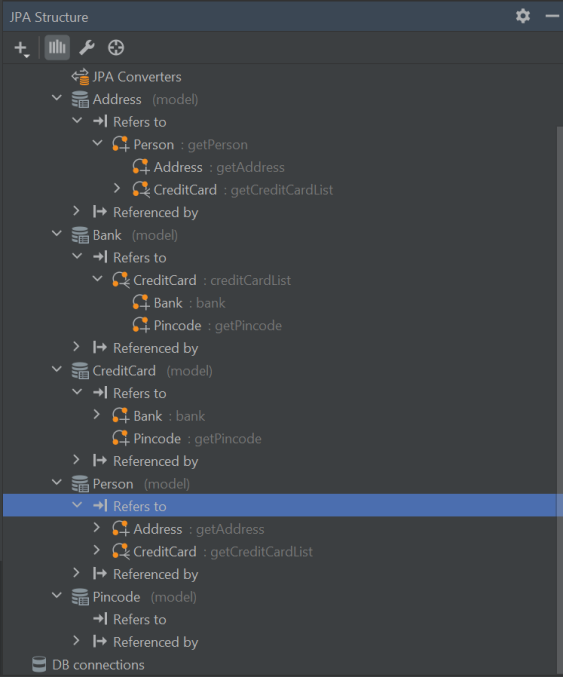 JPA Structure
JPA Converters
Address (model)
Refers to
Person : getPerson
Address : getAddress
CreditCard : getCreditCardList
Referenced by
Bank (model)
Refers to
CreditCard : creditCardList
Bank : bank
Pincode : getPincode
Referenced by
CreditCard (model)
Refers to
Bank : bank
Pincode : getPincode
Referenced by
Person (model)
Refers to
Address : getAddress
CreditCard : getCreditCardList
Referenced by
Pincode (model)
Refers to
Referenced by
DB connections